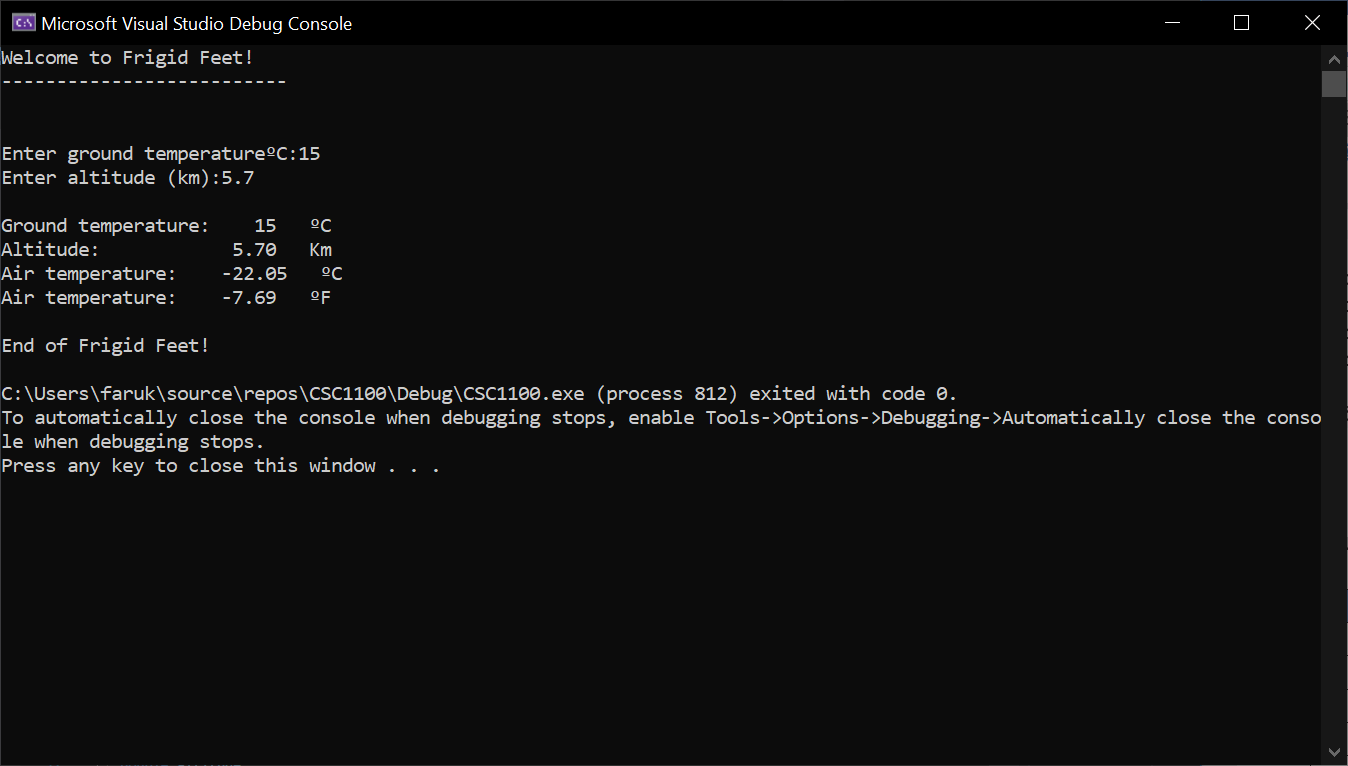 Microsoft Visual Studio Debug Console
Welcome to Frigid Feet!
--------------------------
Enter ground temperatureºC:15
Enter altitude (km):5.7
Ground temperature:    15   ºC
Altitude:            5.70   Km
Air temperature:    -22.05   ºC
Air temperature:    -7.69   ºF
End of Frigid Feet!
C:\Users\faruk\source\repos\CSC1100\Debug\CSC1100.exe (process 812) exited with code 0.
To automatically close the console when debugging stops, enable Tools->Options->Debugging->Automatically close the conso
le when debugging stops.
Press any key to close this window . . .